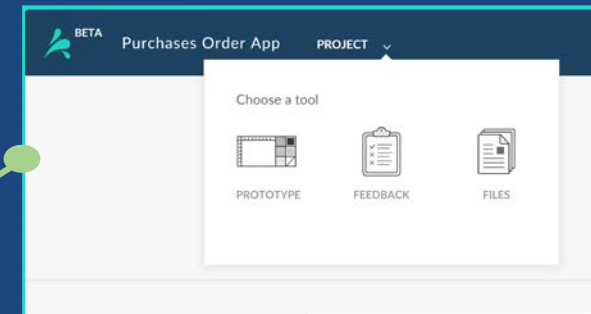 BETA
Purchases Order App PROJECT
Choose a tool
PROTOTYPE FEEDBACK FILES